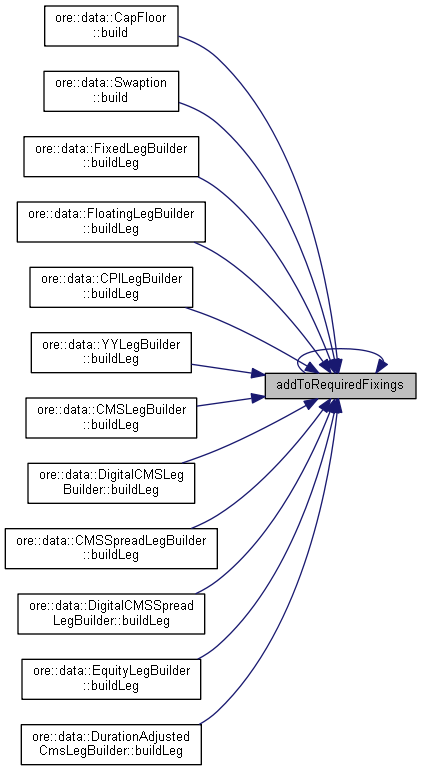 ore::data::CapFloor
::build
ore::data::Swaption
::build
ore::data::FixedLegBuilder
::buildLeg
ore::data::FloatingLegBuilder
::buildLeg
ore::data::CPILegBuilder
::buildLeg
ore::data::YYLegBuilder
::buildLeg
addToRequiredFixings
ore::data::CMSLegBuilder
::buildLeg
ore::data::DigitalCMSLeg
Builder::buildLeg
ore::data::CMSSpreadLegBuilder
::buildLeg
ore::data::DigitalCMSSpread
LegBuilder::buildLeg
ore::data::EquityLegBuilder
::buildLeg
ore::data::DurationAdjusted
CmsLegBuilder::buildLeg